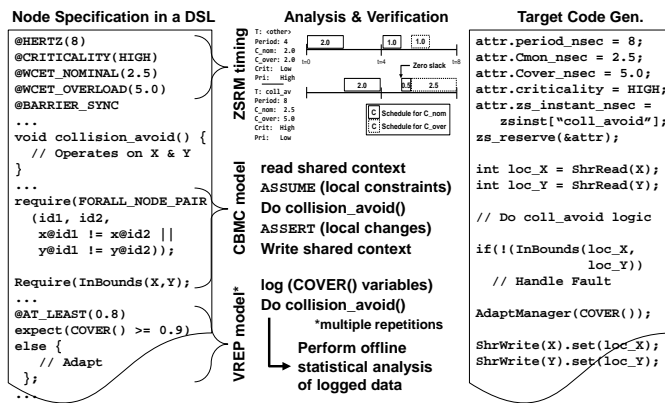 Node Specification in a DSL
@HERTZ(8)
@CRITICALITY(HIGH)
@WCET_NOMINAL(2.5)
@WCET_OVERLOAD(5.0)
@BARRIER_SYNC
...
void collision_avoid() {
// Operates on X & Y
}
...
require(FORALL_NODE_PAIR
(id1, id2,
x@id1 != x@id2 ||
y@id1 != y@id2));
Require(InBounds(X,Y);
...
@AT_LEAST(0.8)
expect(COVER() >= 0.9)
else {
// Adapt
};
...
Analysis & Verification
ZSRM timing
T: <other>
Period: 4
C_nom: 2.0
C_over: 2.0
Crit: Low
Pri: High
T: coll_av
Period: 8
C_nom: 2.5
C_over: 5.0
Crit: High
Pri: Low
2.0
1.0
1.0
t=0
t=4
t=8
Zero slack
2.0
0.5
2.5
C Schedule for C_nom
C Schedule for C_over
CBMC model
read shared context
ASSUME (local constraints)
Do collision_avoid()
ASSERT (local changes)
Write shared context
VREP model*
log (COVER() variables)
Do collision_avoid()
*multiple repetitions
Perform offline
statistical analysis
of logged data
Target Code Gen.
attr.period_nsec = 8;
attr.Cmon_nsec = 2.5;
attr.Cover_nsec = 5.0;
attr.criticality = HIGH;
attr.zs_instant_nsec =
zsinst["coll_avoid"];
zs_reserve(&attr);
int loc_X = ShrRead(X);
int loc_Y = ShrRead(Y);
// Do coll_avoid logic
if(!(InBounds(loc_X,
loc_Y))
// Handle Fault
AdaptManager(COVER());
ShrWrite(X).set(loc_X);
ShrWrite(Y).set(loc_Y);